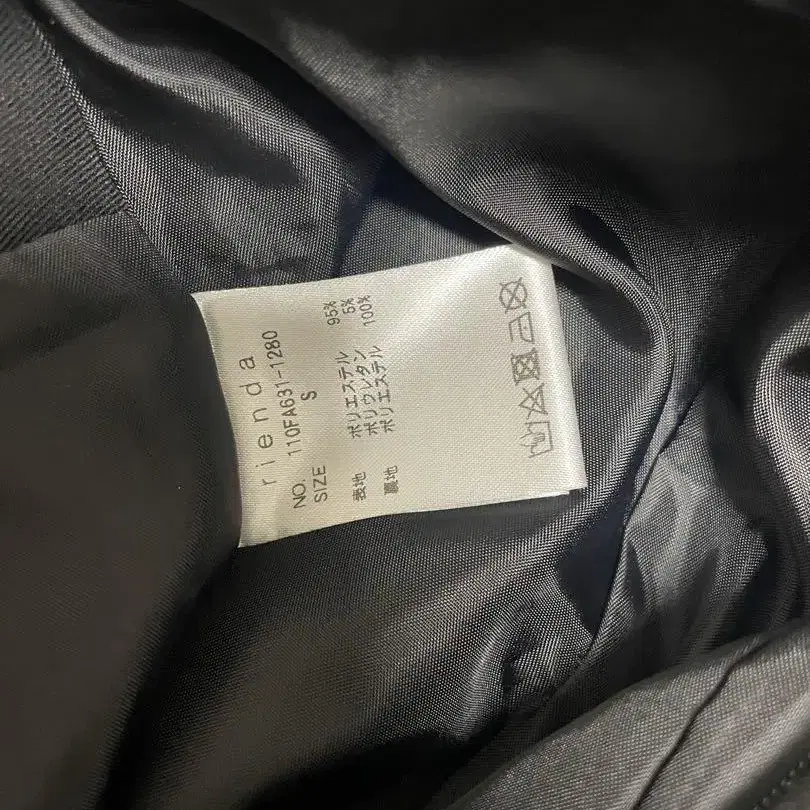 rienda
NO. 110FA631-1280
SIZE S
表地 ポリエステル 95%
ポリウレタン 5%
裏地 ポリエステル 100%